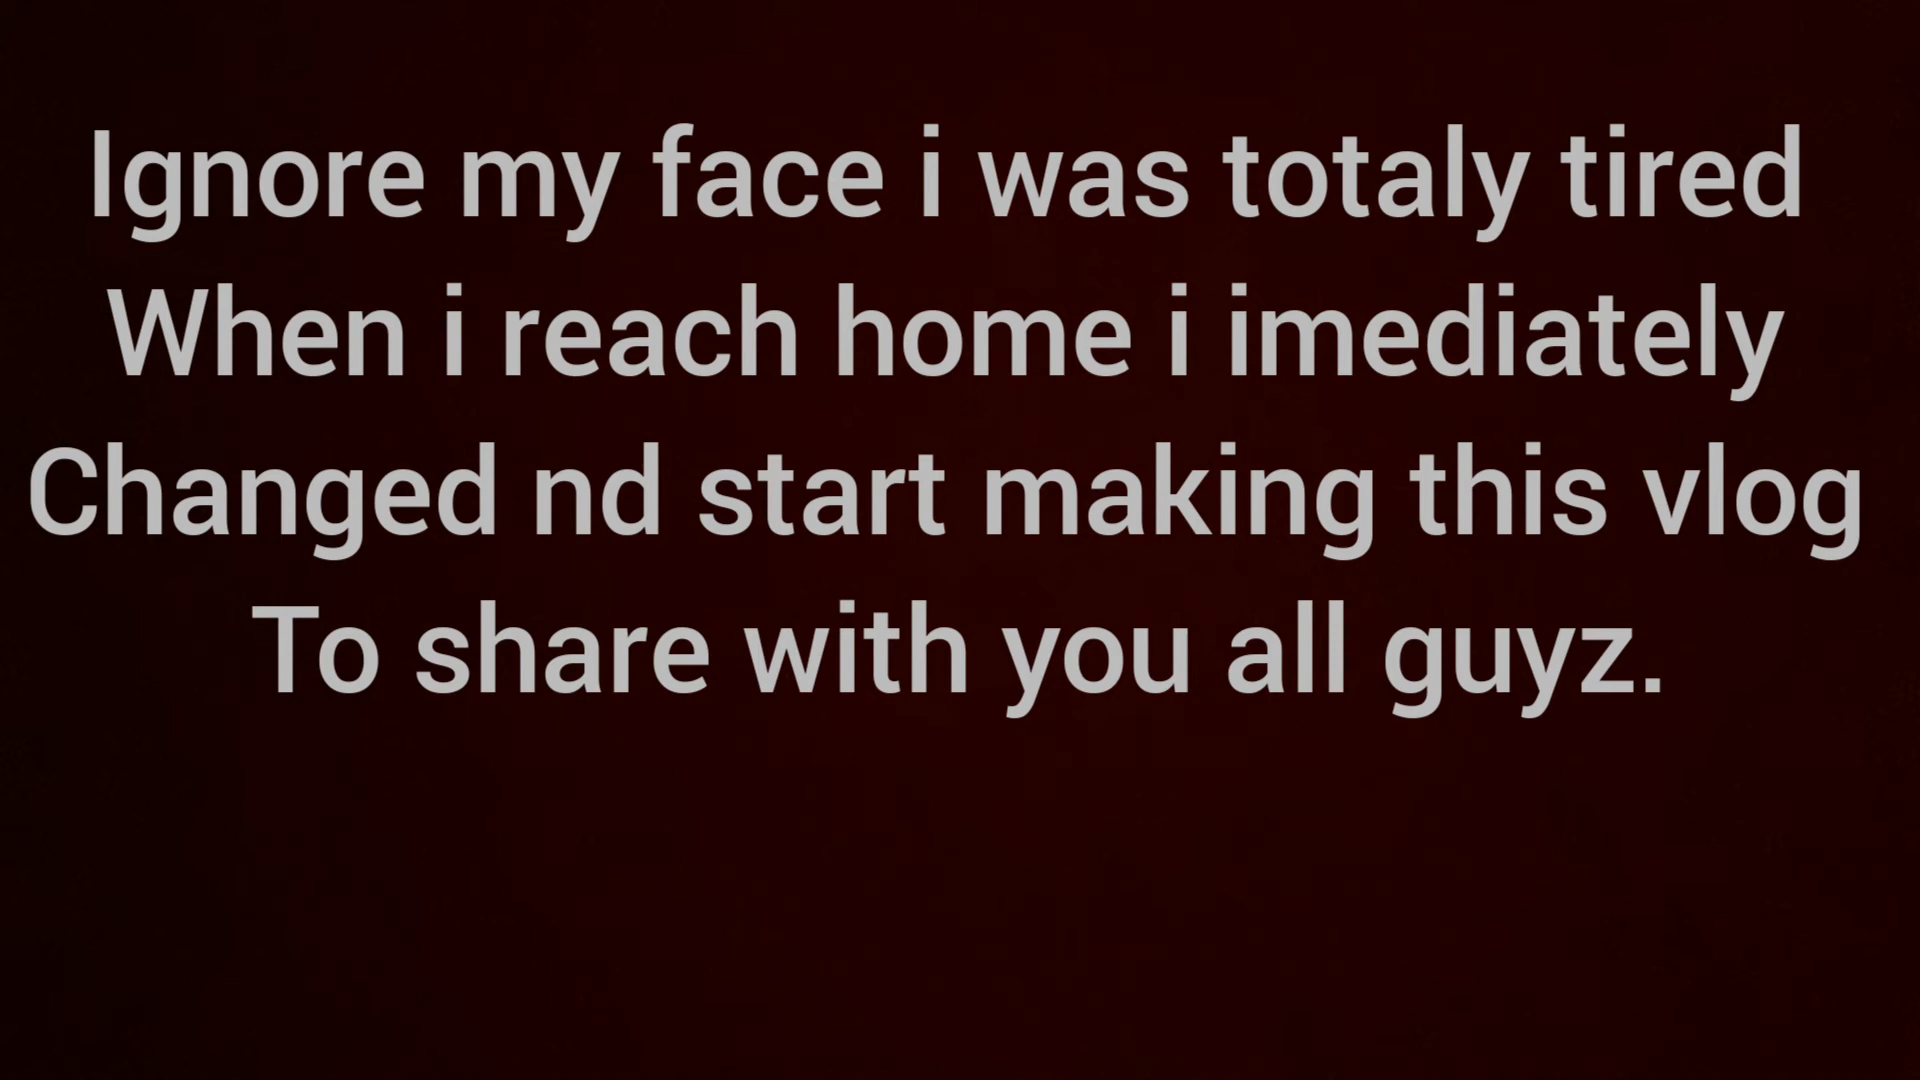 Ignore my face i was totaly tired
When i reach home i imediately
Changed nd start making this vlog
To share with you all guyz.